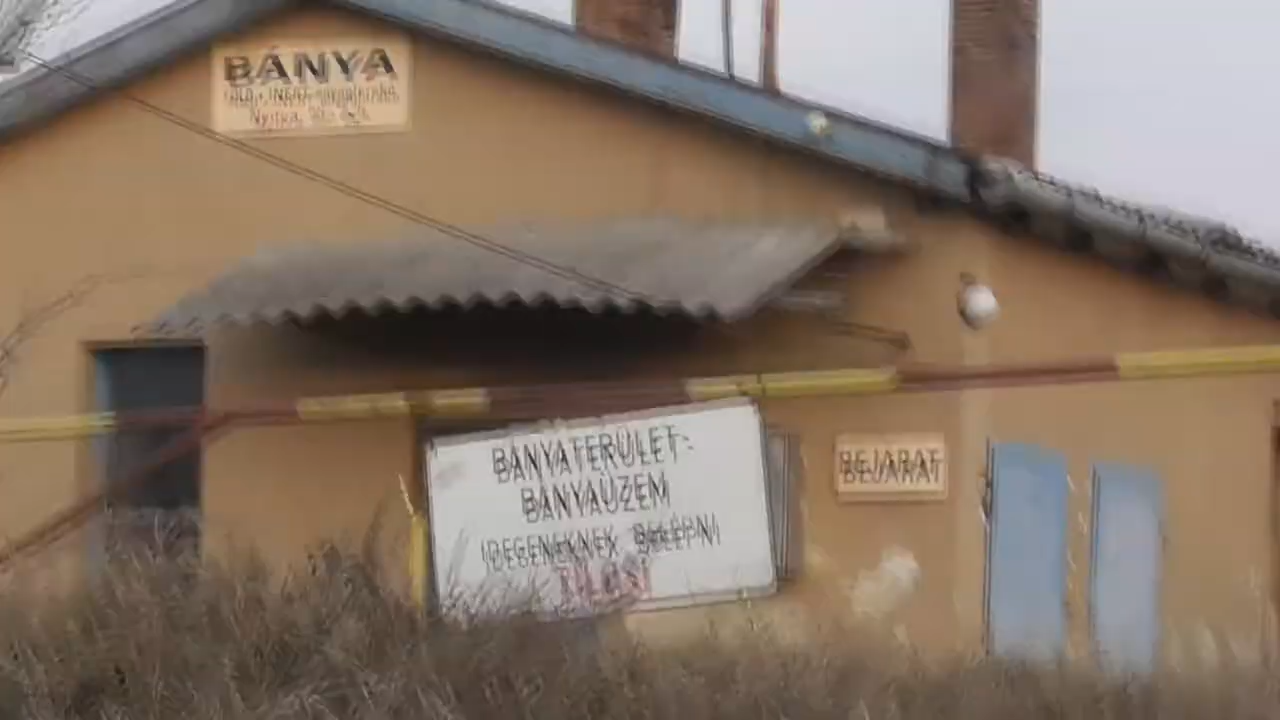 BÁNYA
BÁNYATERÜLET-
BÁNYAÜZEM
IDEGENEKNEK BELÉPNI
TILOS!
BEJÁRAT